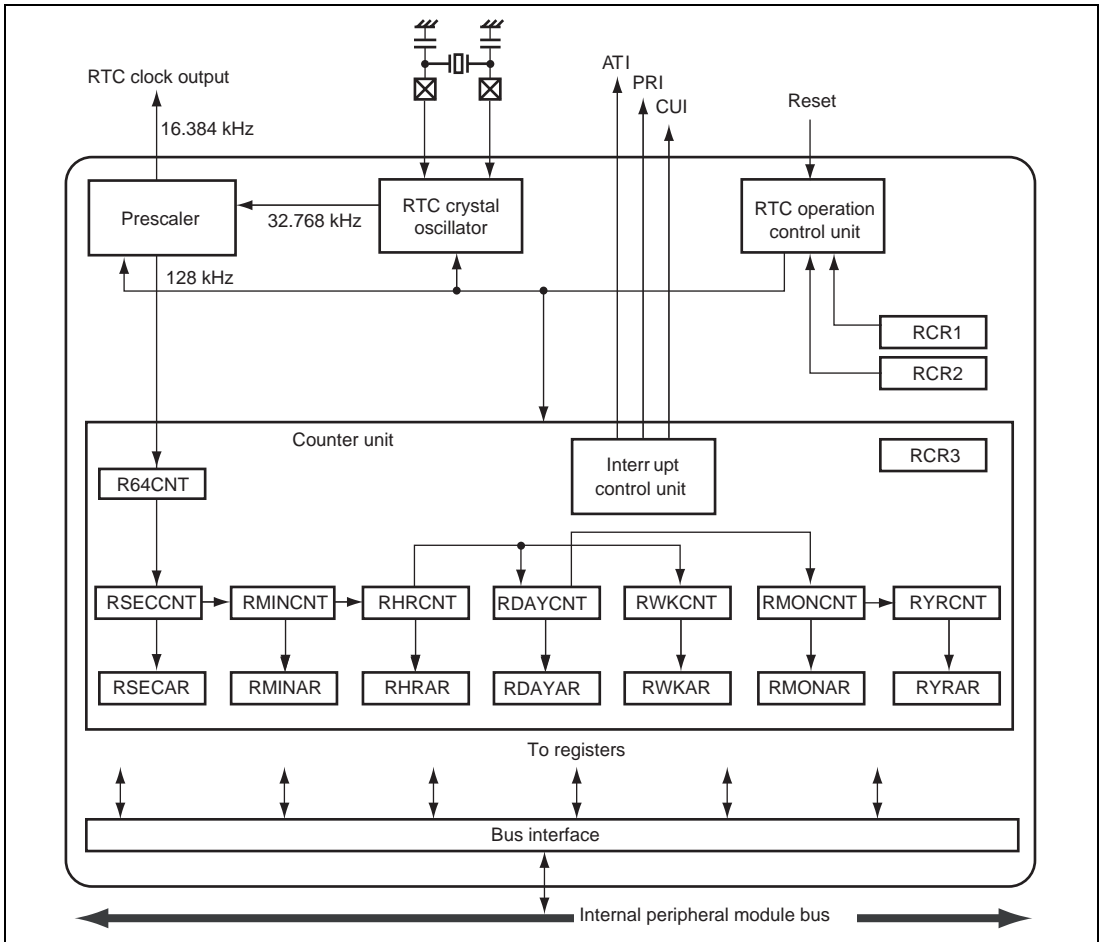 ATI
RTC clock output
PRI
CUI
Reset
16.384 kHz
Prescaler
32.768 kHz
RTC crystal
oscillator
RTC operation
control unit
128 kHz
RCR1
RCR2
Counter unit
RCR3
Interr upt
control unit
R64CNT
RSECCNT
RMINCNT
RHRCNT
RDAYCNT
RWKCNT
RMONCNT
RYRCNT
RSECAR
RMINAR
RHRAR
RDAYAR
RWKAR
RMONAR
RYRAR
To registers
Bus interface
Internal peripheral module bus